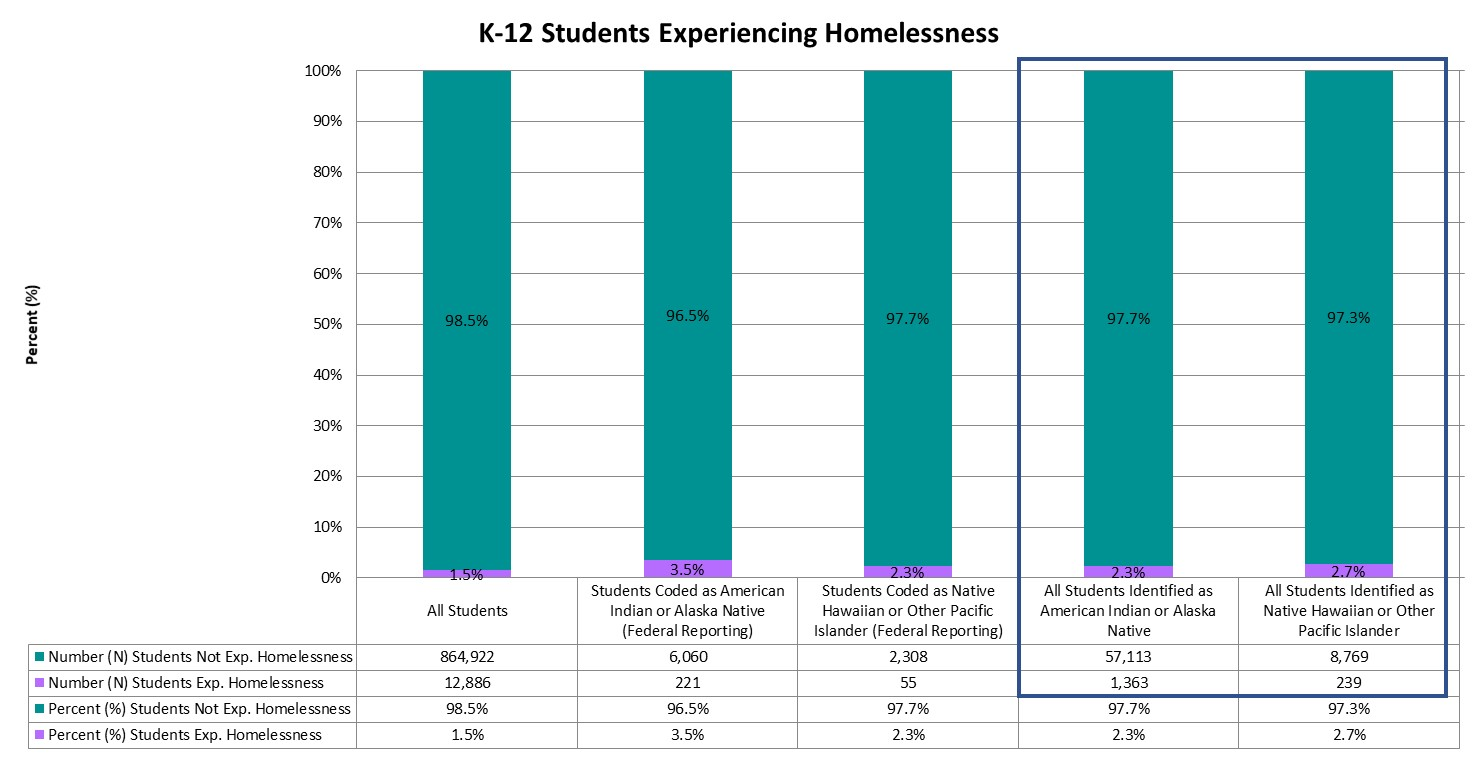 K-12 Students Experiencing Homelessness
Percent (%)
100%
90%
80%
70%
60%
50%
40%
30%
20%
10%
0%
98.5%
96.5%
97.7%
97.7%
97.3%
1.5%
3.5%
2.3%
2.3%
2.7%
All Students
Students Coded as American
Indian or Alaska Native
(Federal Reporting)
Students Coded as Native
Hawaiian or Other Pacific
Islander (Federal Reporting)
All Students Identified as
American Indian or Alaska
Native
All Students Identified as
Native Hawaiian or Other
Pacific Islander
Number (N) Students Not Exp. Homelessness 864,922 6,060 2,308 57,113 8,769
Number (N) Students Exp. Homelessness 12,886 221 55 1,363 239
Percent (%) Students Not Exp. Homelessness 98.5% 96.5% 97.7% 97.7% 97.3%
Percent (%) Students Exp. Homelessness 1.5% 3.5% 2.3% 2.3% 2.7%